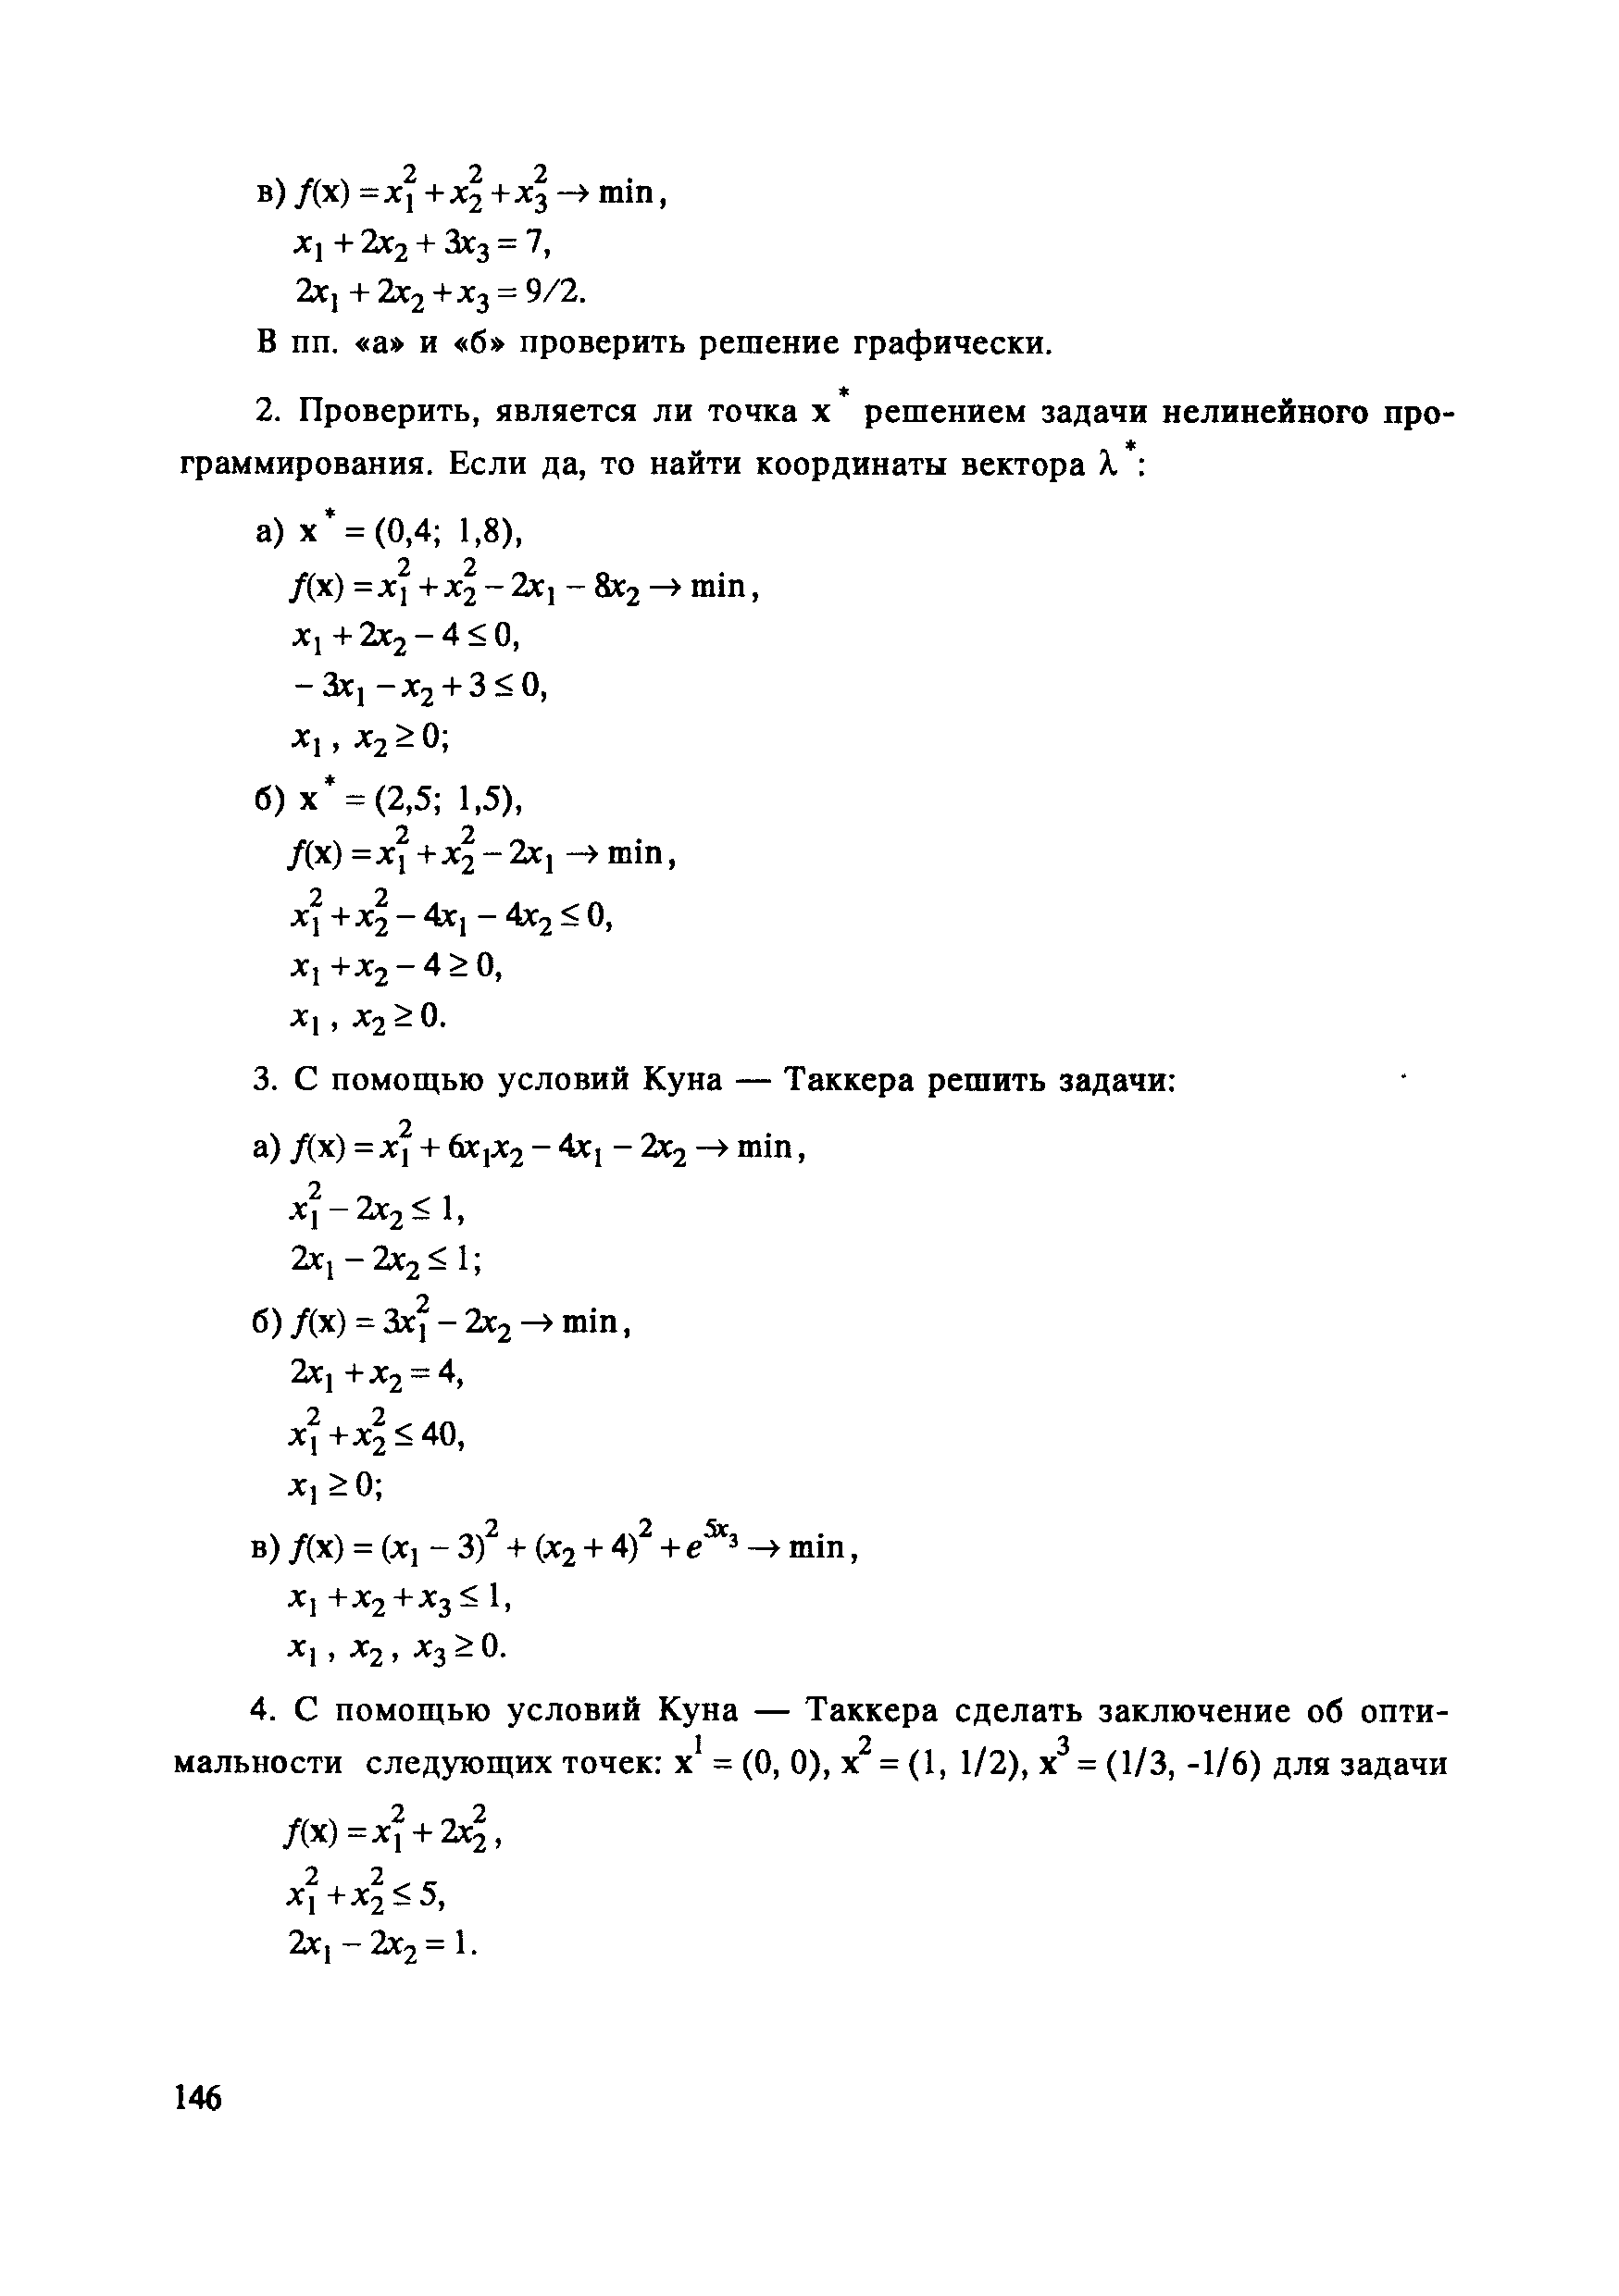 в) f(x) = x₁² + x₂² + x₃² → min,
x₁ + 2x₂ + 3x₃ = 7,
2x₁ + 2x₂ + x₃ = 9/2.
В пп. «а» и «б» проверить решение графически.
2. Проверить, является ли точка x* решением задачи нелинейного про-
граммирования. Если да, то найти координаты вектора λ*:
а) x* = (0,4; 1,8),
f(x) = x₁² + x₂² − 2x₁ − 8x₂ → min,
x₁ + 2x₂ − 4 ≤ 0,
− 3x₁ − x₂ + 3 ≤ 0,
x₁, x₂ ≥ 0;
б) x* = (2,5; 1,5),
f(x) = x₁² + x₂² − 2x₁ → min,
x₁² + x₂² − 4x₁ − 4x₂ ≤ 0,
x₁ + x₂ − 4 ≥ 0,
x₁, x₂ ≥ 0.
3. С помощью условий Куна — Таккера решить задачи:
а) f(x) = x₁² + 6x₁x₂ − 4x₁ − 2x₂ → min,
x₁² − 2x₂ ≤ 1,
2x₁ − 2x₂ ≤ 1;
б) f(x) = 3x₁² − 2x₂ → min,
2x₁ + x₂ = 4,
x₁² + x₂² ≤ 40,
x₁ ≥ 0;
в) f(x) = (x₁ − 3)² + (x₂ + 4)² + e^{5x₃} → min,
x₁ + x₂ + x₃ ≤ 1,
x₁, x₂, x₃ ≥ 0.
4. С помощью условий Куна — Таккера сделать заключение об опти-
мальности следующих точек: x¹ = (0, 0), x² = (1, 1/2), x³ = (1/3, -1/6) для задачи
f(x) = x₁² + 2x₂²,
x₁² + x₂² ≤ 5,
2x₁ − 2x₂ = 1.
146